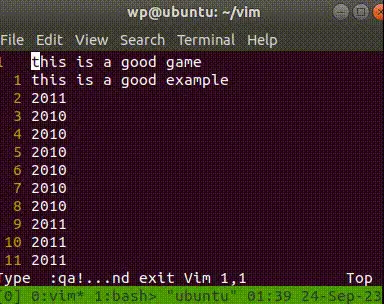 wp@ubuntu: ~/vim
File Edit View Search Terminal Help
1 this is a good game
1 this is a good example
2 2011
3 2010
4 2010
5 2010
6 2010
7 2010
8 2010
9 2011
10 2011
11 2011
Type :qa!...nd exit Vim 1,1 Top
[0] 0:vim* 1:bash> "ubuntu" 01:39 24-Sep-23